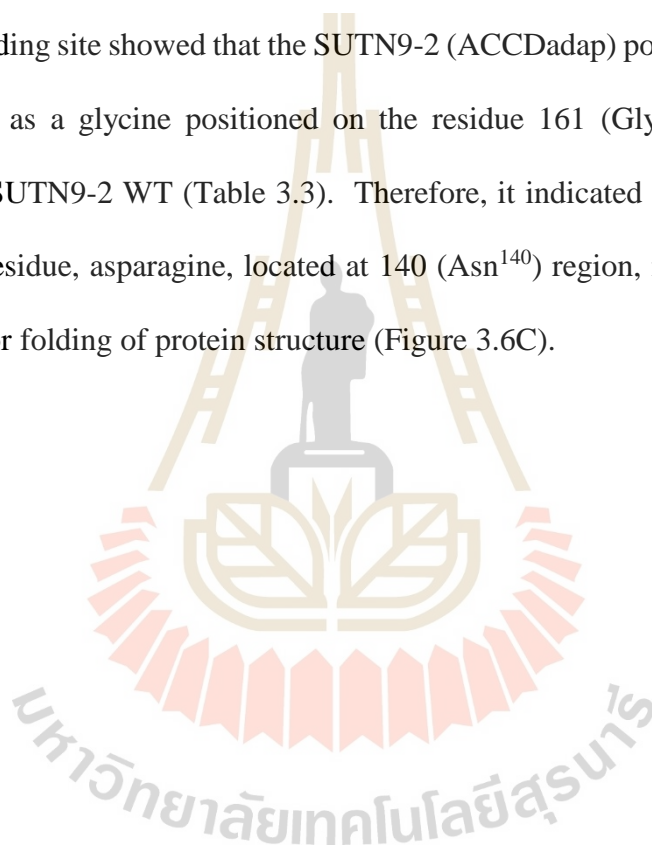 ding site showed that the SUTN9-2 (ACCDadap) po
as a glycine positioned on the residue 161 (Gly
SUTN9-2 WT (Table 3.3). Therefore, it indicated
esidue, asparagine, located at 140 (Asn¹⁴⁰) region,
r folding of protein structure (Figure 3.6C).
มหาวิทยาลัยเทคโนโลยีสุรนารี